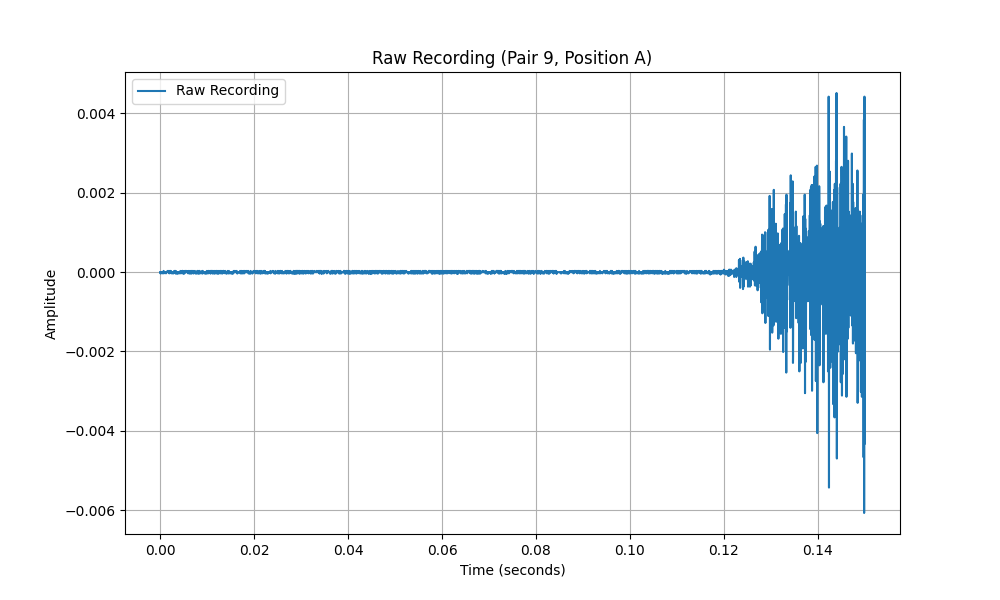 Raw Recording (Pair 9, Position A)
Raw Recording
Amplitude
0.004
0.002
0.000
−0.002
−0.004
−0.006
0.00 0.02 0.04 0.06 0.08 0.10 0.12 0.14
Time (seconds)